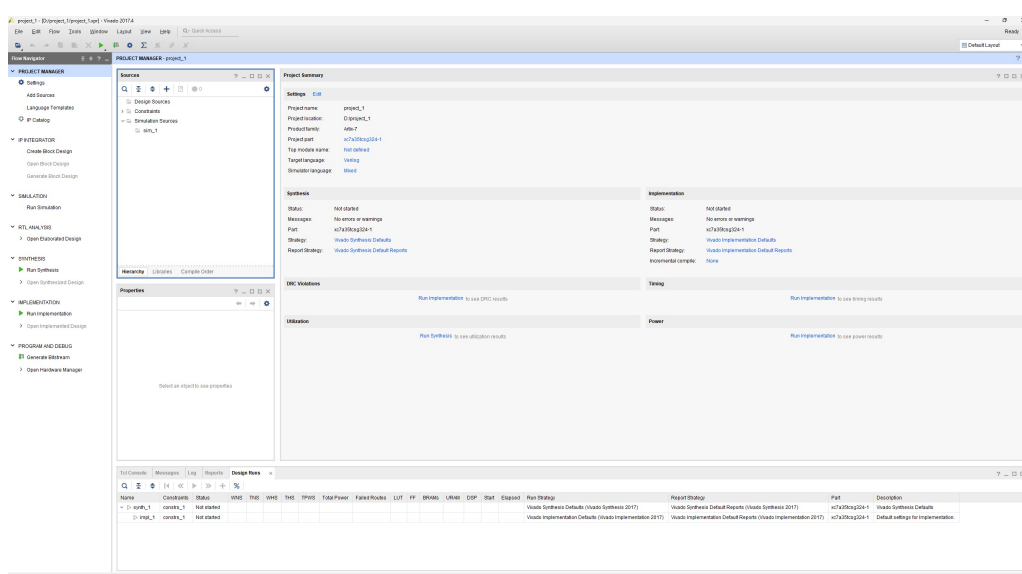 project_1 - [D:/project_1/project_1.xpr] - Vivado 2017.4
File Edit Flow Tools Window Layout View Help Quick Access
Ready
Default Layout
Flow Navigator
PROJECT MANAGER
Settings
Add Sources
Language Templates
IP Catalog
IP INTEGRATOR
Create Block Design
Open Block Design
Generate Block Design
SIMULATION
Run Simulation
RTL ANALYSIS
Open Elaborated Design
SYNTHESIS
Run Synthesis
Open Synthesized Design
IMPLEMENTATION
Run Implementation
Open Implemented Design
PROGRAM AND DEBUG
Generate Bitstream
Open Hardware Manager
PROJECT MANAGER - project_1
Sources
0
Design Sources
Constraints
Simulation Sources
sim_1
Hierarchy Libraries Compile Order
Properties
Select an object to see properties
Project Summary
Settings Edit
Project name: project_1
Project location: D:/project_1
Product family: Artix-7
Project part: xc7a35tcsg324-1
Top module name: Not defined
Target language: Verilog
Simulator language: Mixed
Synthesis
Status: Not started
Messages: No errors or warnings
Part: xc7a35tcsg324-1
Strategy: Vivado Synthesis Defaults
Report Strategy: Vivado Synthesis Default Reports
Implementation
Status: Not started
Messages: No errors or warnings
Part: xc7a35tcsg324-1
Strategy: Vivado Implementation Defaults
Report Strategy: Vivado Implementation Default Reports
Incremental compile: None
DRC Violations
Run Implementation to see DRC results
Timing
Run Implementation to see timing results
Utilization
Run Synthesis to see utilization results
Power
Run Implementation to see power results
Tcl Console Messages Log Reports Design Runs
Name Constraints Status WNS TNS WHS THS TPWS Total Power Failed Routes LUT FF BRAMs URAM DSP Start Elapsed Run Strategy Report Strategy Part Description
synth_1 constrs_1 Not started Vivado Synthesis Defaults (Vivado Synthesis 2017) Vivado Synthesis Default Reports (Vivado Synthesis 2017) xc7a35tcsg324-1 Vivado Synthesis Defaults
impl_1 constrs_1 Not started Vivado Implementation Defaults (Vivado Implementation 2017) Vivado Implementation Default Reports (Vivado Implementation 2017) xc7a35tcsg324-1 Default settings for Implementation.